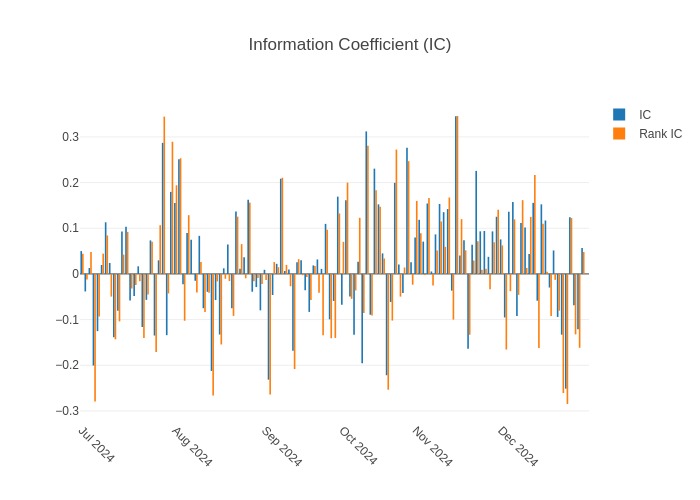 Information Coefficient (IC)
IC
Rank IC
0.3
0.2
0.1
0
−0.1
−0.2
−0.3
Jul 2024
Aug 2024
Sep 2024
Oct 2024
Nov 2024
Dec 2024